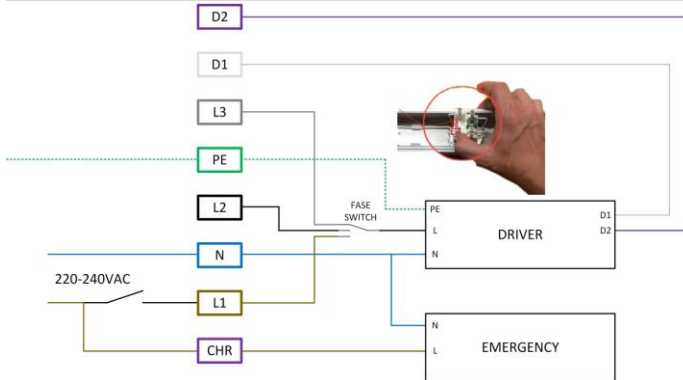 D2
D1
L3
PE
L2
FASE
SWITCH
N
220-240VAC
L1
CHR
PE
L
N
DRIVER
D1
D2
N
L
EMERGENCY